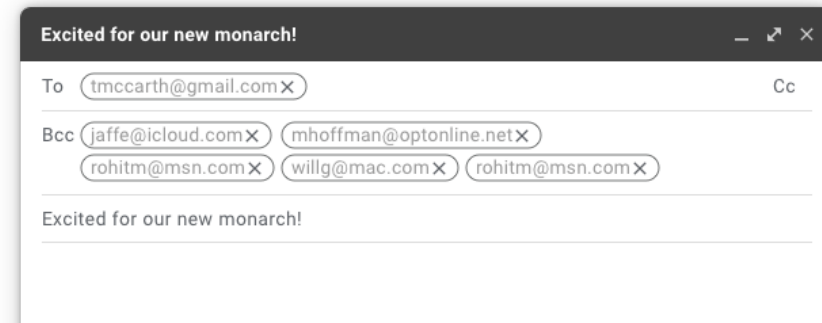 Excited for our new monarch!
To tmccarth@gmail.com Cc
Bcc jaffe@icloud.com mhoffman@optonline.net
rohitm@msn.com willg@mac.com rohitm@msn.com
Excited for our new monarch!